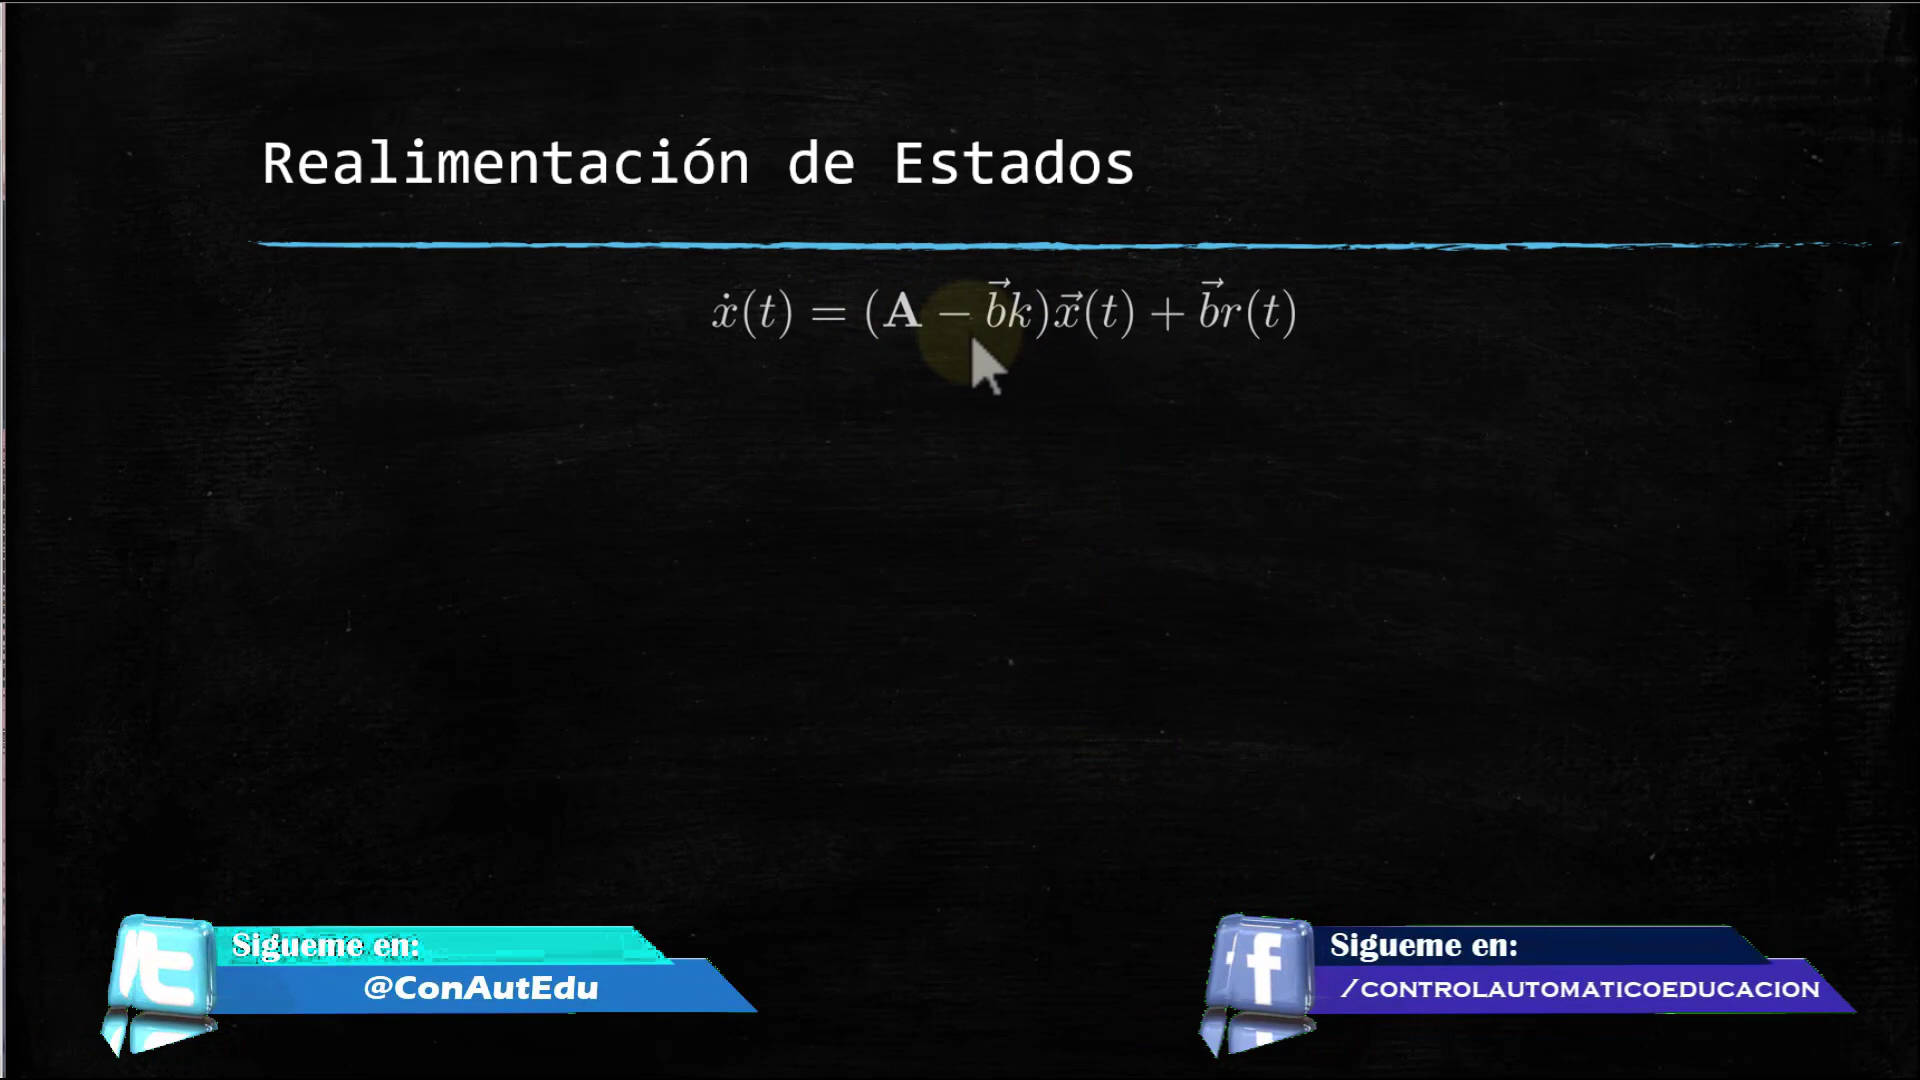 Realimentación de Estados
ẋ(t) = (A − b⃗k)x⃗(t) + b⃗r(t)
Sigueme en:
@ConAutEdu
Sigueme en:
/CONTROLAUTOMATICOEDUCACION